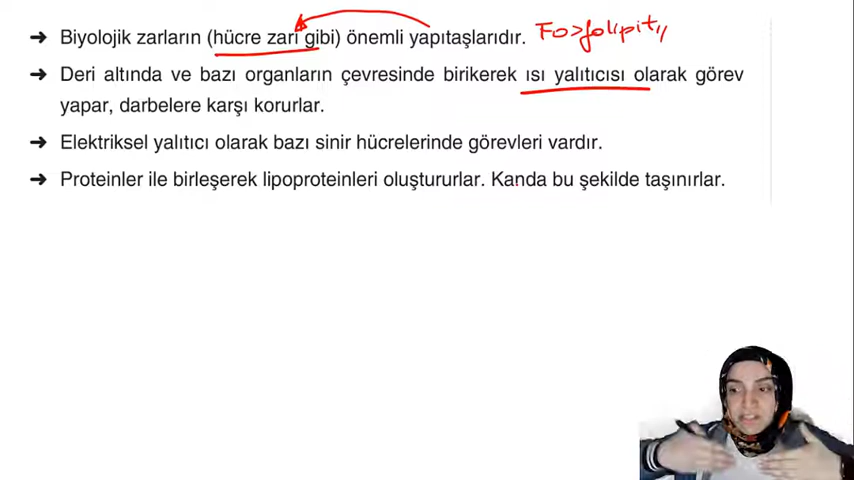 ➔ Biyolojik zarların (hücre zarı gibi) önemli yapıtaşlarıdır. Fosfolipit,,
➔ Deri altında ve bazı organların çevresinde birikerek ısı yalıtıcısı olarak görev
yapar, darbelere karşı korurlar.
➔ Elektriksel yalıtıcı olarak bazı sinir hücrelerinde görevleri vardır.
➔ Proteinler ile birleşerek lipoproteinleri oluştururlar. Kanda bu şekilde taşınırlar.